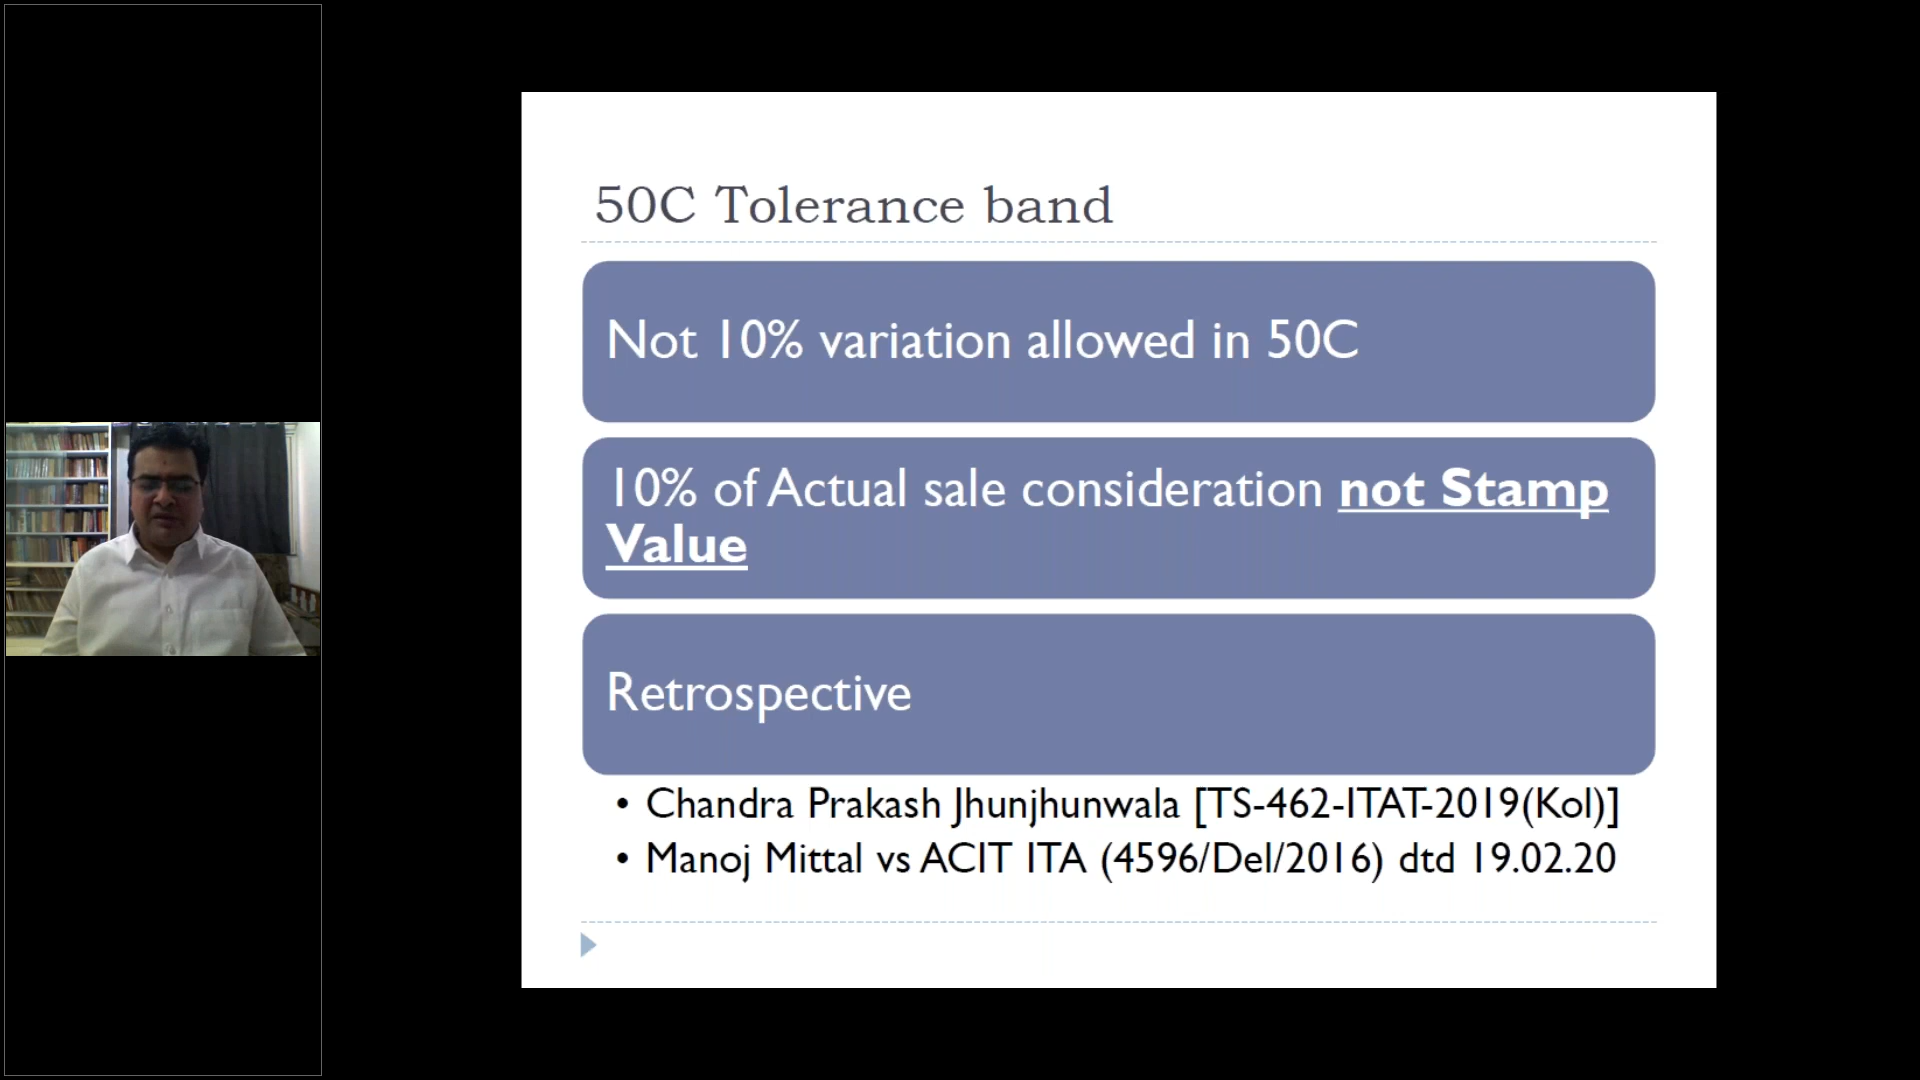 50C Tolerance band
Not 10% variation allowed in 50C
10% of Actual sale consideration not Stamp
Value
Retrospective
• Chandra Prakash Jhunjhunwala [TS-462-ITAT-2019(Kol)]
• Manoj Mittal vs ACIT ITA (4596/Del/2016) dtd 19.02.20